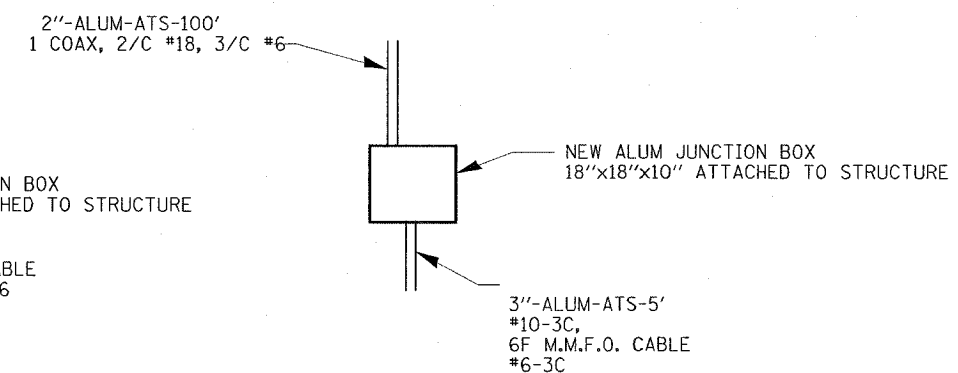 2"-ALUM-ATS-100'
1 COAX, 2/C #18, 3/C #6
NEW ALUM JUNCTION BOX
18"x18"x10" ATTACHED TO STRUCTURE
N BOX
HED TO STRUCTURE
ABLE
6
3"-ALUM-ATS-5'
#10-3C,
6F M.M.F.O. CABLE
#6-3C